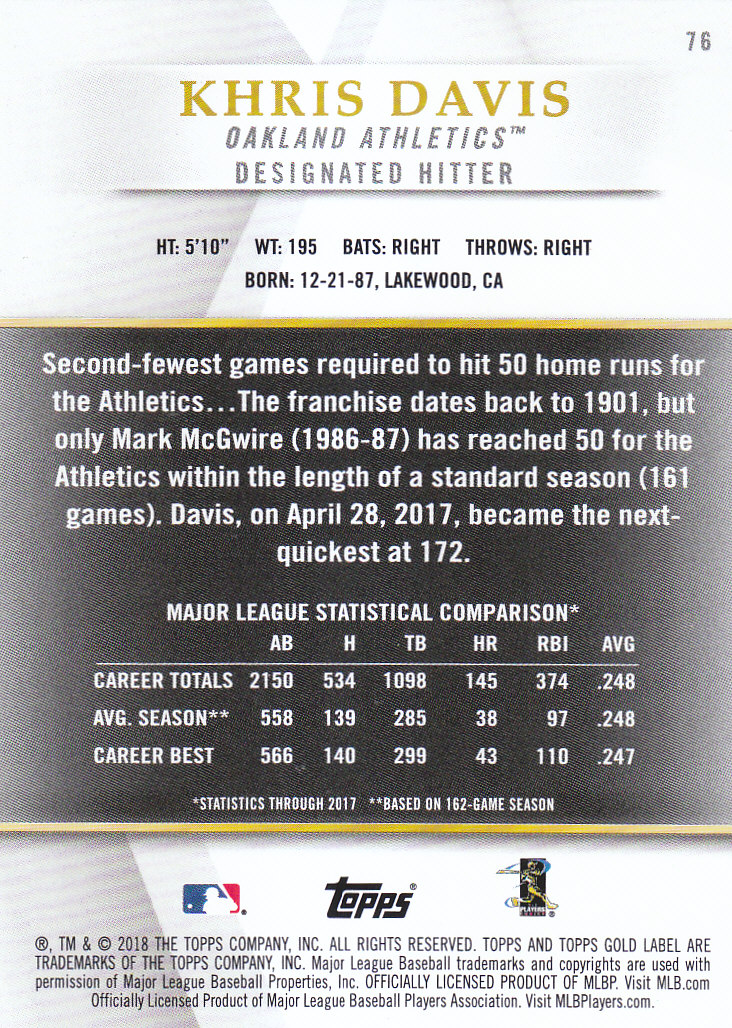 76
KHRIS DAVIS
OAKLAND ATHLETICS™
DESIGNATED HITTER
HT: 5'10" WT: 195 BATS: RIGHT THROWS: RIGHT
BORN: 12-21-87, LAKEWOOD, CA
Second-fewest games required to hit 50 home runs for
the Athletics...The franchise dates back to 1901, but
only Mark McGwire (1986-87) has reached 50 for the
Athletics within the length of a standard season (161
games). Davis, on April 28, 2017, became the next-
quickest at 172.
MAJOR LEAGUE STATISTICAL COMPARISON*
AB H TB HR RBI AVG
CAREER TOTALS 2150 534 1098 145 374 .248
AVG. SEASON** 558 139 285 38 97 .248
CAREER BEST 566 140 299 43 110 .247
*STATISTICS THROUGH 2017 **BASED ON 162-GAME SEASON
Topps®
PLAYERS
CHOICE ®
®, TM & © 2018 THE TOPPS COMPANY, INC. ALL RIGHTS RESERVED. TOPPS AND TOPPS GOLD LABEL ARE
TRADEMARKS OF THE TOPPS COMPANY, INC. Major League Baseball trademarks and copyrights are used with
permission of Major League Baseball Properties, Inc. OFFICIALLY LICENSED PRODUCT OF MLBP. Visit MLB.com
Officially Licensed Product of Major League Baseball Players Association. Visit MLBPlayers.com.